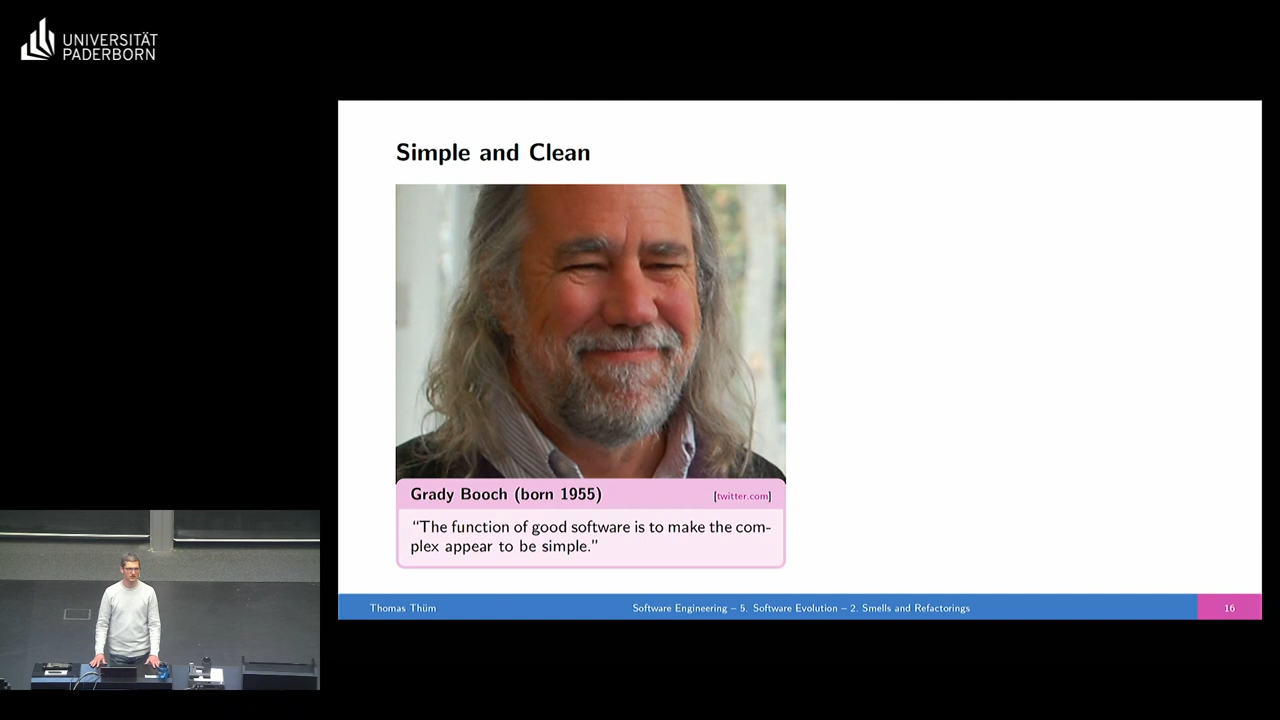 UNIVERSITÄT
PADERBORN
Simple and Clean
Grady Booch (born 1955) [twitter.com]
“The function of good software is to make the com-
plex appear to be simple.”
Thomas Thüm Software Engineering – 5. Software Evolution – 2. Smells and Refactorings 16